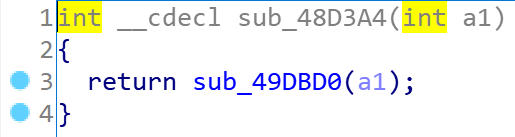 1 int __cdecl sub_48D3A4(int a1)
2 {
3   return sub_49DBD0(a1);
4 }